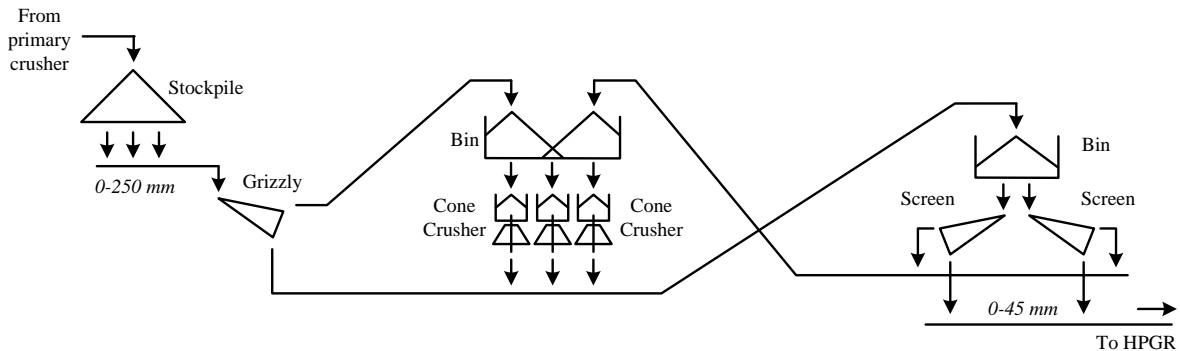 From
primary
crusher
Stockpile
0-250 mm
Grizzly
Bin
Cone
Crusher
Cone
Crusher
Bin
Screen
Screen
0-45 mm
To HPGR